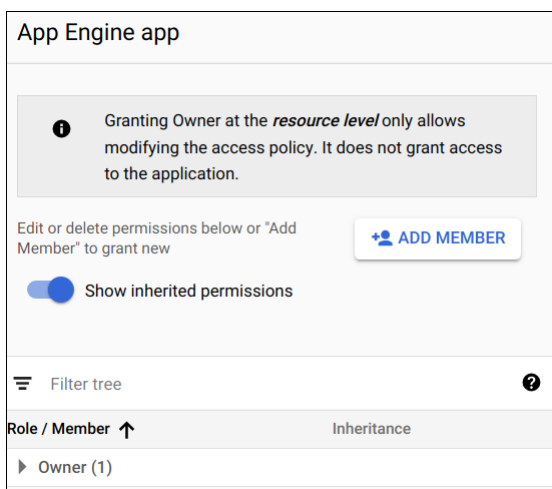 App Engine app
Granting Owner at the resource level only allows
modifying the access policy. It does not grant access
to the application.
Edit or delete permissions below or "Add
Member" to grant new
ADD MEMBER
Show inherited permissions
Filter tree
Role / Member Inheritance
Owner (1)